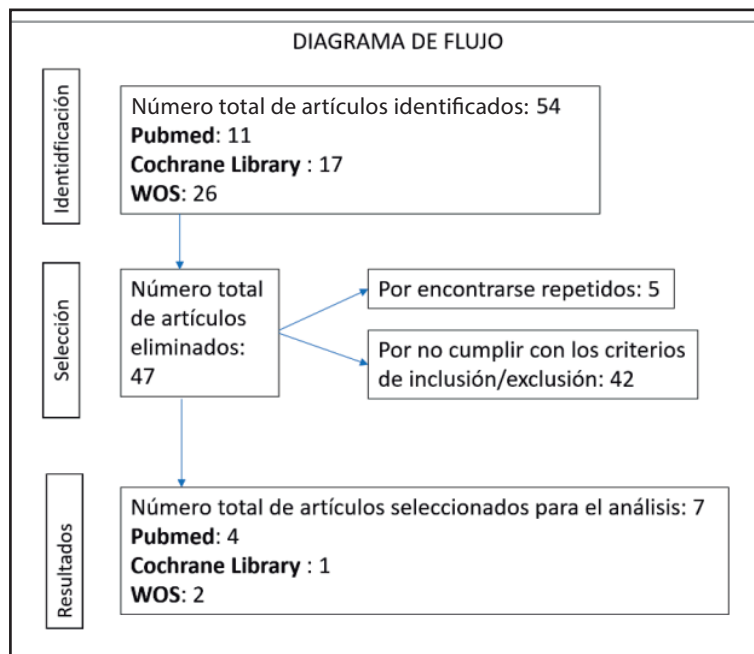 DIAGRAMA DE FLUJO
Identidficación
Número total de artículos identificados: 54
Pubmed: 11
Cochrane Library : 17
WOS: 26
Selección
Número total
de artículos
eliminados:
47
Por encontrarse repetidos: 5
Por no cumplir con los criterios
de inclusión/exclusión: 42
Resultados
Número total de artículos seleccionados para el análisis: 7
Pubmed: 4
Cochrane Library : 1
WOS: 2